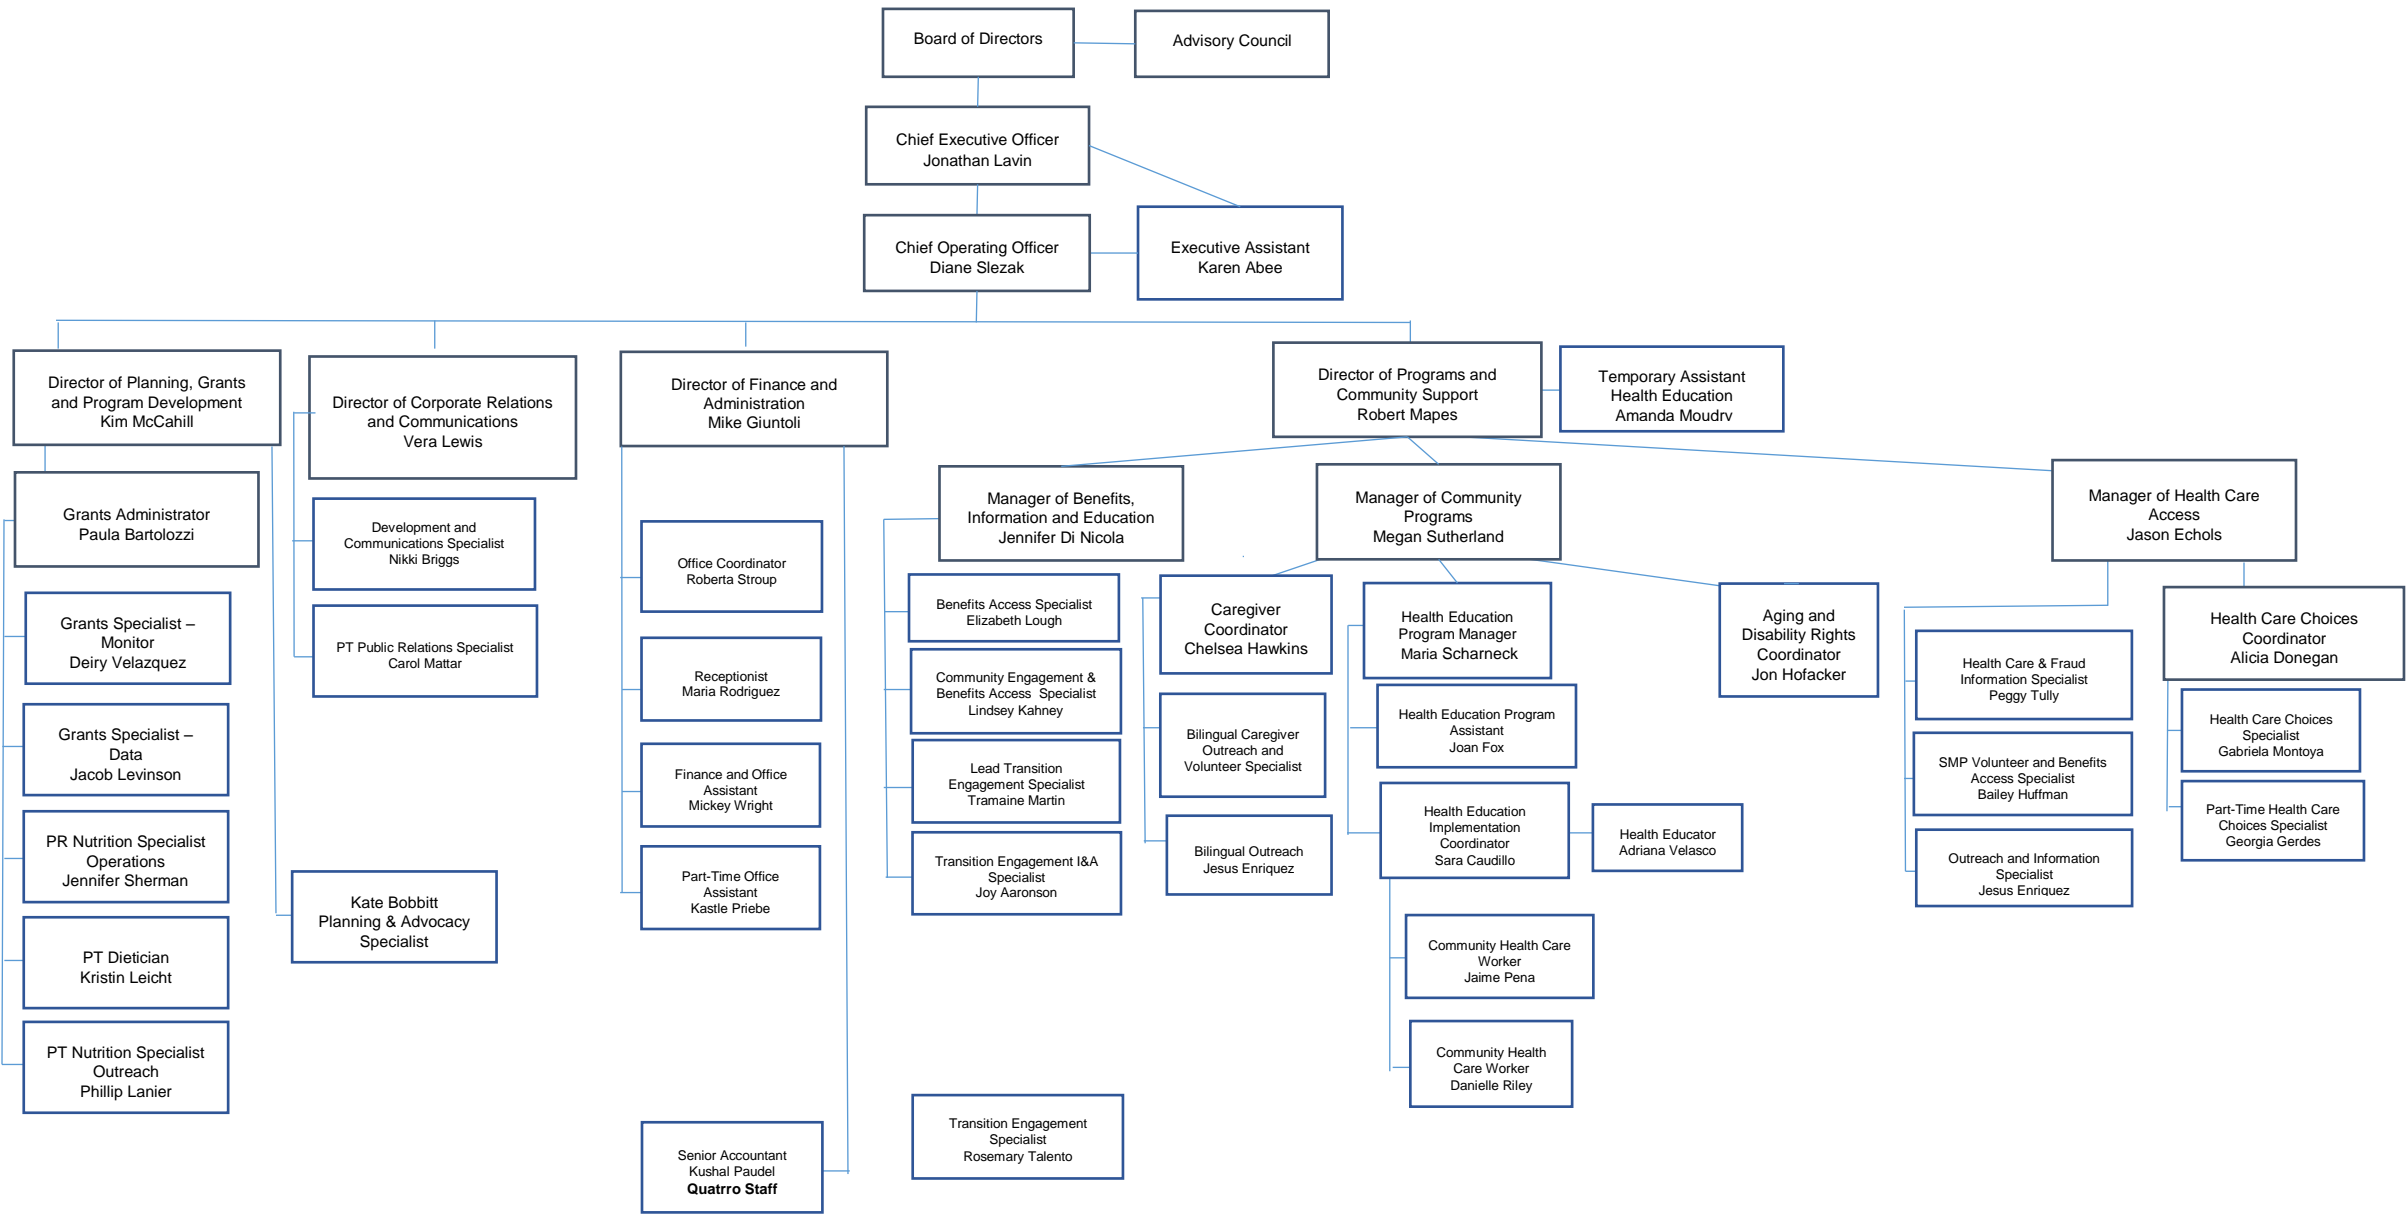 Board of Directors
Advisory Council
Chief Executive Officer
Jonathan Lavin
Chief Operating Officer
Diane Slezak
Executive Assistant
Karen Abee
Director of Planning, Grants
and Program Development
Kim McCahill
Director of Corporate Relations
and Communications
Vera Lewis
Director of Finance and
Administration
Mike Giuntoli
Director of Programs and
Community Support
Robert Mapes
Temporary Assistant
Health Education
Amanda Moudry
Grants Administrator
Paula Bartolozzi
Grants Specialist –
Monitor
Deiry Velazquez
Grants Specialist –
Data
Jacob Levinson
PR Nutrition Specialist
Operations
Jennifer Sherman
PT Dietician
Kristin Leicht
PT Nutrition Specialist
Outreach
Phillip Lanier
Kate Bobbitt
Planning & Advocacy
Specialist
Development and
Communications Specialist
Nikki Briggs
PT Public Relations Specialist
Carol Mattar
Office Coordinator
Roberta Stroup
Receptionist
Maria Rodriguez
Finance and Office
Assistant
Mickey Wright
Part-Time Office
Assistant
Kastle Priebe
Senior Accountant
Kushal Paudel
Quatrro Staff
Manager of Benefits,
Information and Education
Jennifer Di Nicola
Benefits Access Specialist
Elizabeth Lough
Community Engagement &
Benefits Access Specialist
Lindsey Kahney
Lead Transition
Engagement Specialist
Tramaine Martin
Transition Engagement I&A
Specialist
Joy Aaronson
Transition Engagement
Specialist
Rosemary Talento
Manager of Community
Programs
Megan Sutherland
Caregiver
Coordinator
Chelsea Hawkins
Bilingual Caregiver
Outreach and
Volunteer Specialist
Bilingual Outreach
Jesus Enriquez
Health Education
Program Manager
Maria Scharneck
Health Education Program
Assistant
Joan Fox
Health Education
Implementation
Coordinator
Sara Caudillo
Health Educator
Adriana Velasco
Community Health Care
Worker
Jaime Pena
Community Health
Care Worker
Danielle Riley
Aging and
Disability Rights
Coordinator
Jon Hofacker
Manager of Health Care
Access
Jason Echols
Health Care & Fraud
Information Specialist
Peggy Tully
SMP Volunteer and Benefits
Access Specialist
Bailey Huffman
Outreach and Information
Specialist
Jesus Enriquez
Health Care Choices
Coordinator
Alicia Donegan
Health Care Choices
Specialist
Gabriela Montoya
Part-Time Health Care
Choices Specialist
Georgia Gerdes